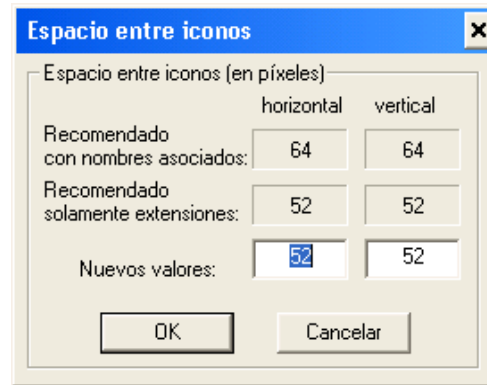 Espacio entre iconos
Espacio entre iconos (en píxeles)
horizontal vertical
Recomendado
con nombres asociados: 64 64
Recomendado
solamente extensiones: 52 52
Nuevos valores: 52 52
OK Cancelar